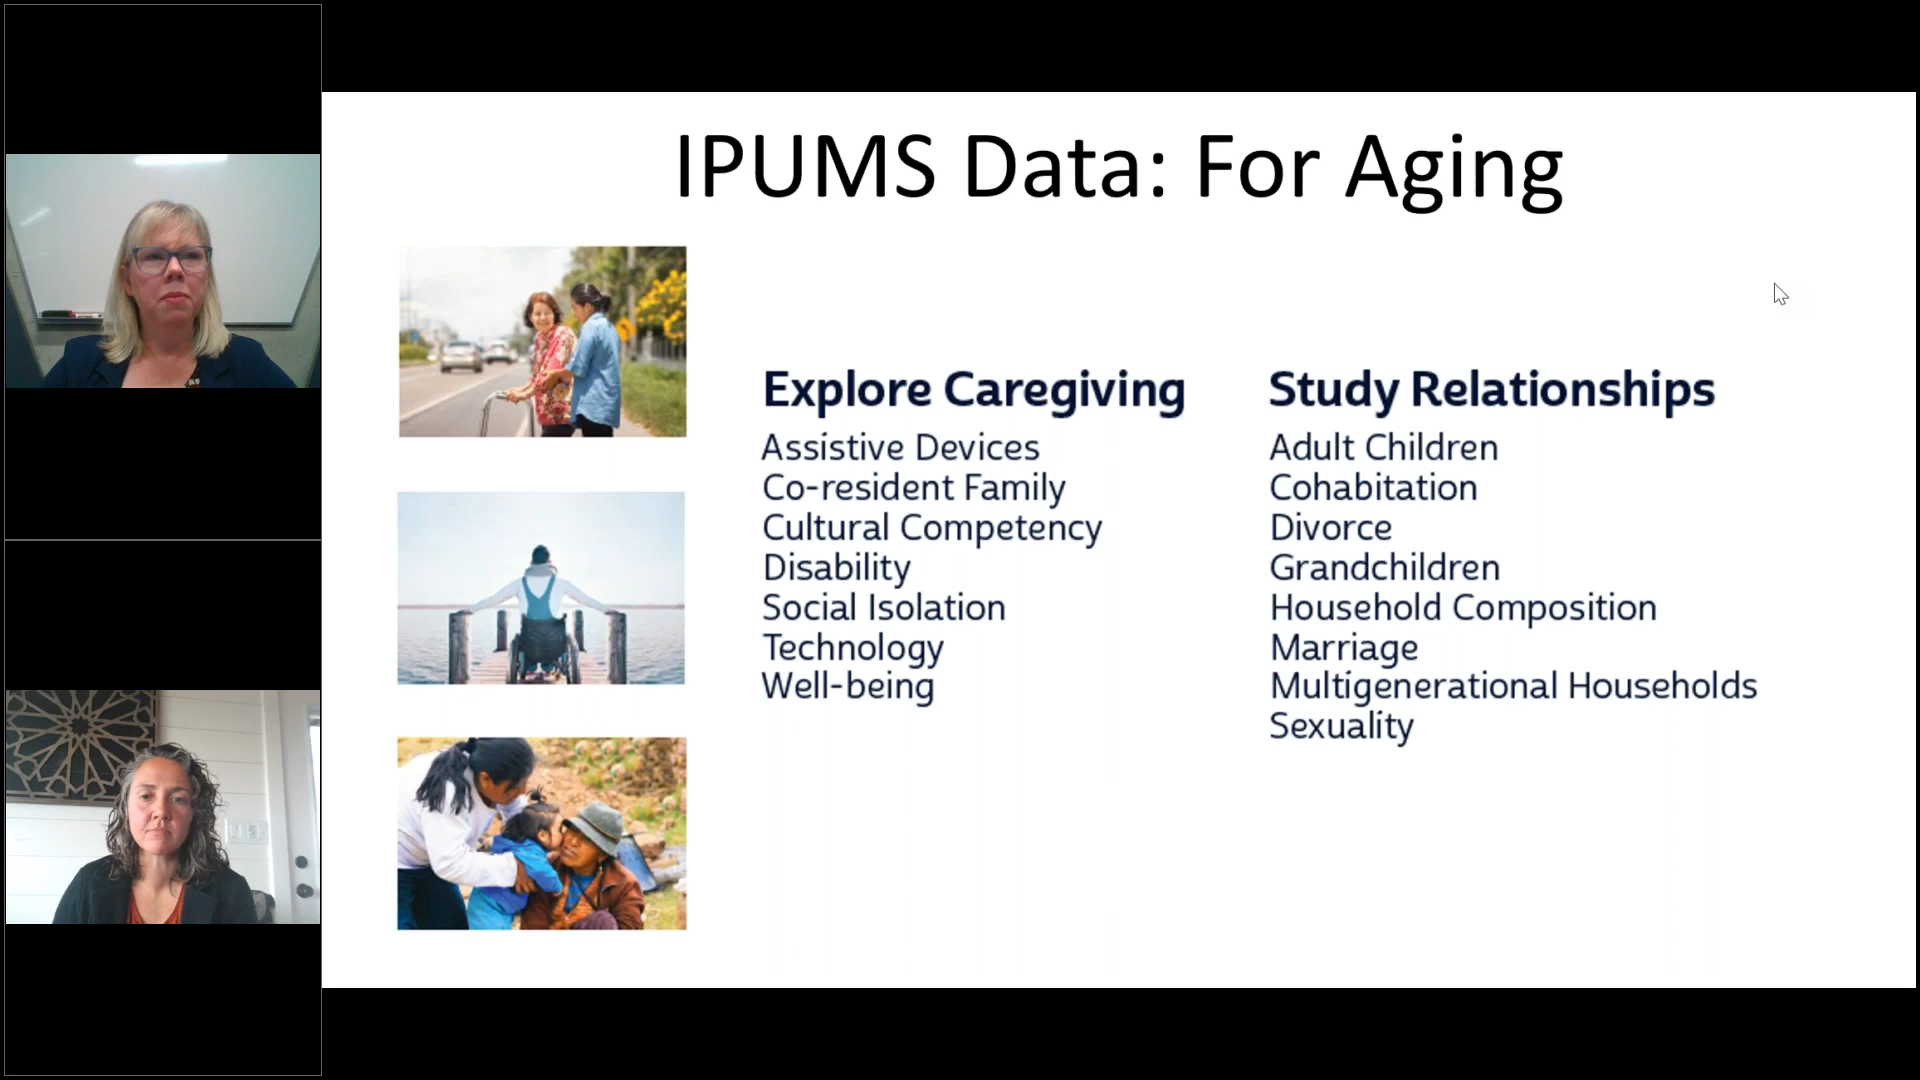 IPUMS Data: For Aging
Explore Caregiving
Assistive Devices
Co-resident Family
Cultural Competency
Disability
Social Isolation
Technology
Well-being
Study Relationships
Adult Children
Cohabitation
Divorce
Grandchildren
Household Composition
Marriage
Multigenerational Households
Sexuality